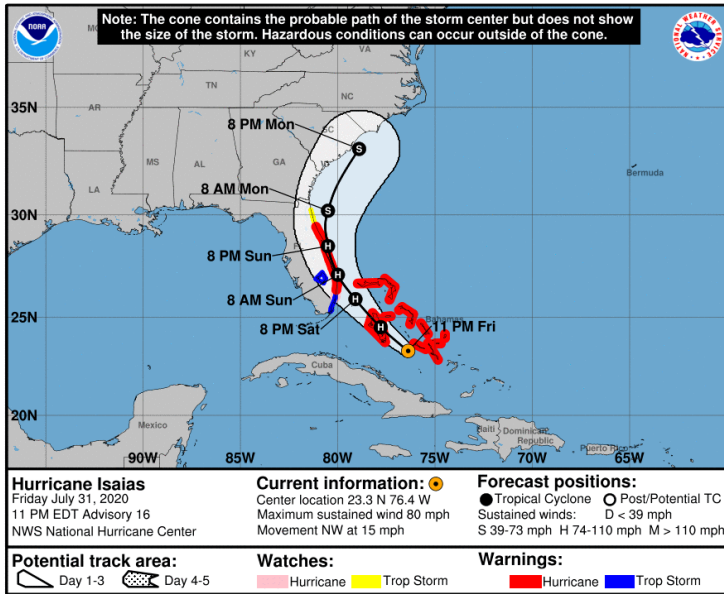 Note: The cone contains the probable path of the storm center but does not show
the size of the storm. Hazardous conditions can occur outside of the cone.
NOAA
NATIONAL WEATHER SERVICE
MO
KY
VA
TN
NC
AR
SC
MS
AL
GA
LA
35N
30N
25N
20N
8 PM Mon
8 AM Mon
8 PM Sun
8 AM Sun
8 PM Sat
11 PM Fri
S
S
H
H
H
H
Bermuda
Bahamas
Cuba
Mexico
Haiti
Dominican
Republic
Puerto Rico
90W
85W
80W
75W
70W
65W
Hurricane Isaias
Friday July 31, 2020
11 PM EDT Advisory 16
NWS National Hurricane Center
Current information:
Center location 23.3 N 76.4 W
Maximum sustained wind 80 mph
Movement NW at 15 mph
Forecast positions:
Tropical Cyclone Post/Potential TC
Sustained winds: D < 39 mph
S 39-73 mph H 74-110 mph M > 110 mph
Potential track area:
Day 1-3 Day 4-5
Watches:
Hurricane Trop Storm
Warnings:
Hurricane Trop Storm